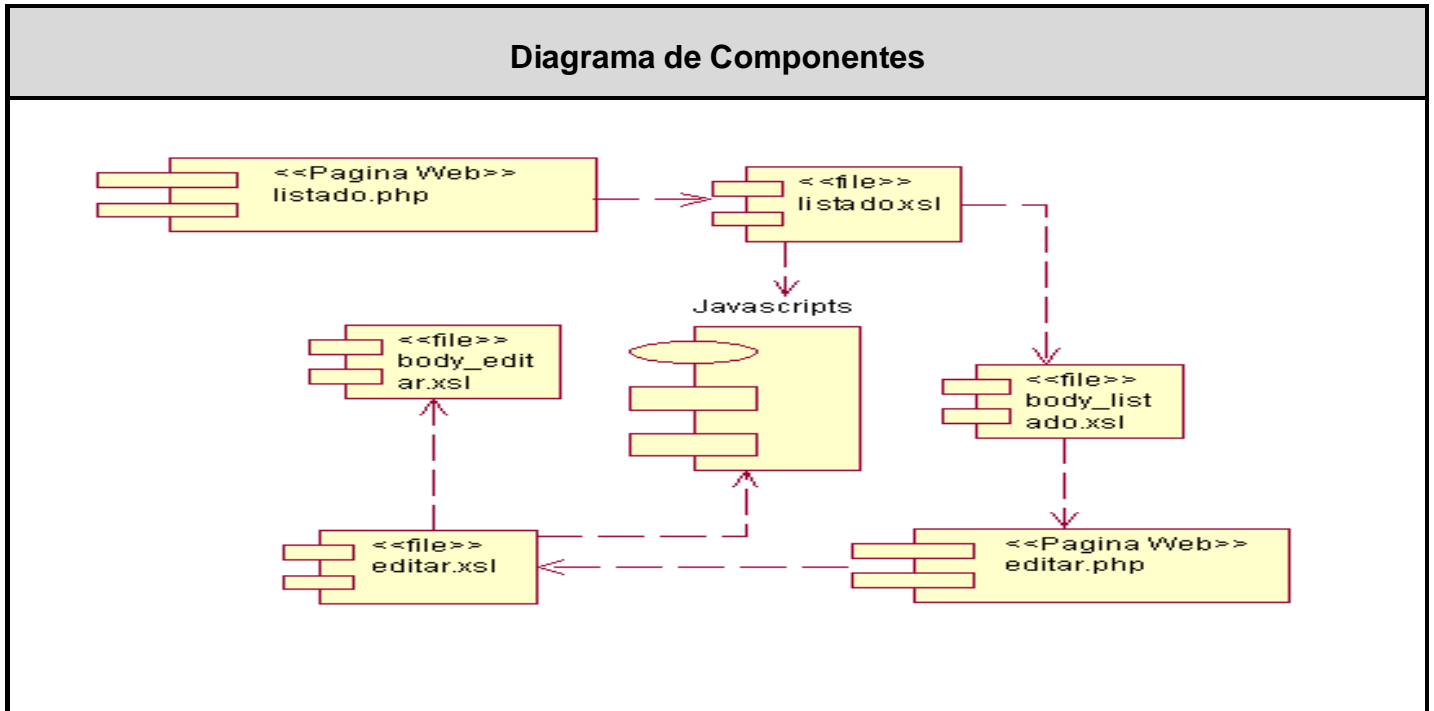 Diagrama de Componentes
<<Pagina Web>>
listado.php
<<file>>
listado.xsl
Javascripts
<<file>>
body_edit
ar.xsl
<<file>>
body_list
ado.xsl
<<file>>
editar.xsl
<<Pagina Web>>
editar.php